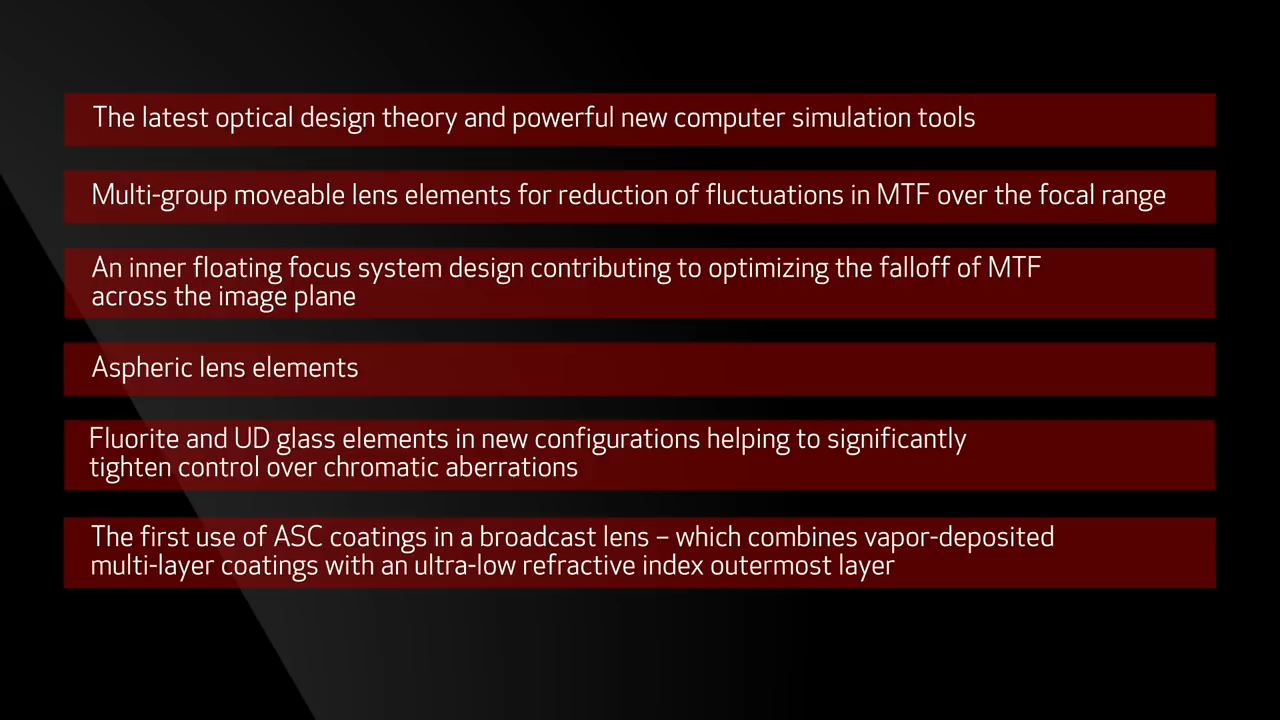 The latest optical design theory and powerful new computer simulation tools
Multi-group moveable lens elements for reduction of fluctuations in MTF over the focal range
An inner floating focus system design contributing to optimizing the falloff of MTF
across the image plane
Aspheric lens elements
Fluorite and UD glass elements in new configurations helping to significantly
tighten control over chromatic aberrations
The first use of ASC coatings in a broadcast lens – which combines vapor-deposited
multi-layer coatings with an ultra-low refractive index outermost layer